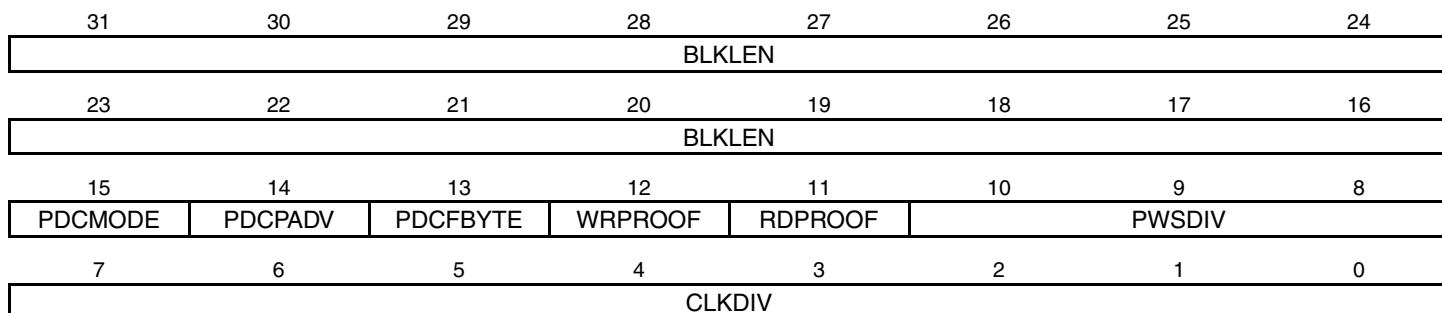 31 30 29 28 27 26 25 24
BLKLEN
23 22 21 20 19 18 17 16
BLKLEN
15 14 13 12 11 10 9 8
PDCMODE PDCPADV PDCFBYTE WRPROOF RDPROOF PWSDIV
7 6 5 4 3 2 1 0
CLKDIV